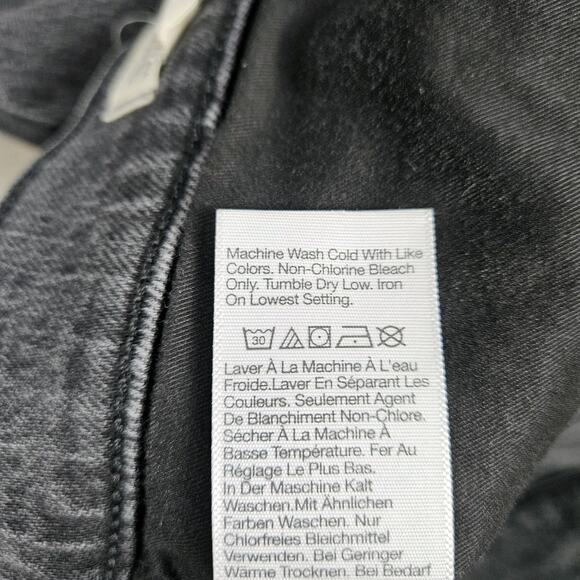 Machine Wash Cold With Like
Colors. Non-Chlorine Bleach
Only. Tumble Dry Low. Iron
On Lowest Setting.
30
Laver À La Machine À L'eau
Froide.Laver En Séparant Les
Couleurs. Seulement Agent
De Blanchiment Non-Chlore.
Sécher À La Machine À
Basse Température. Fer Au
Réglage Le Plus Bas.
In Der Maschine Kalt
Waschen.Mit Ähnlichen
Farben Waschen. Nur
Chlorfreies Bleichmittel
Verwenden. Bei Geringer
Wärme Trocknen. Bei Bedarf